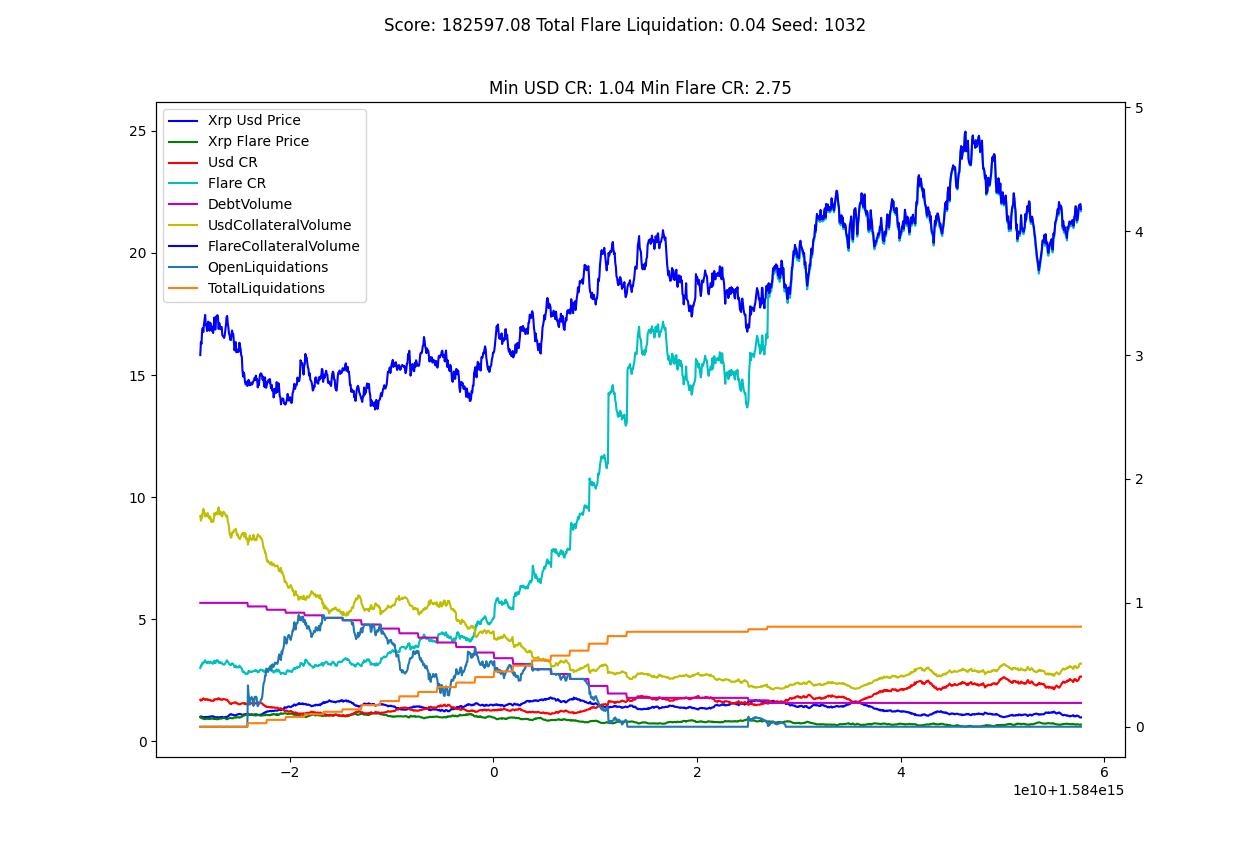 Score: 182597.08 Total Flare Liquidation: 0.04 Seed: 1032
Min USD CR: 1.04 Min Flare CR: 2.75
Xrp Usd Price
Xrp Flare Price
Usd CR
Flare CR
DebtVolume
UsdCollateralVolume
FlareCollateralVolume
OpenLiquidations
TotalLiquidations
25
20
15
10
5
0
5
4
3
2
1
0
−2
0
2
4
6
1e10+1.584e15